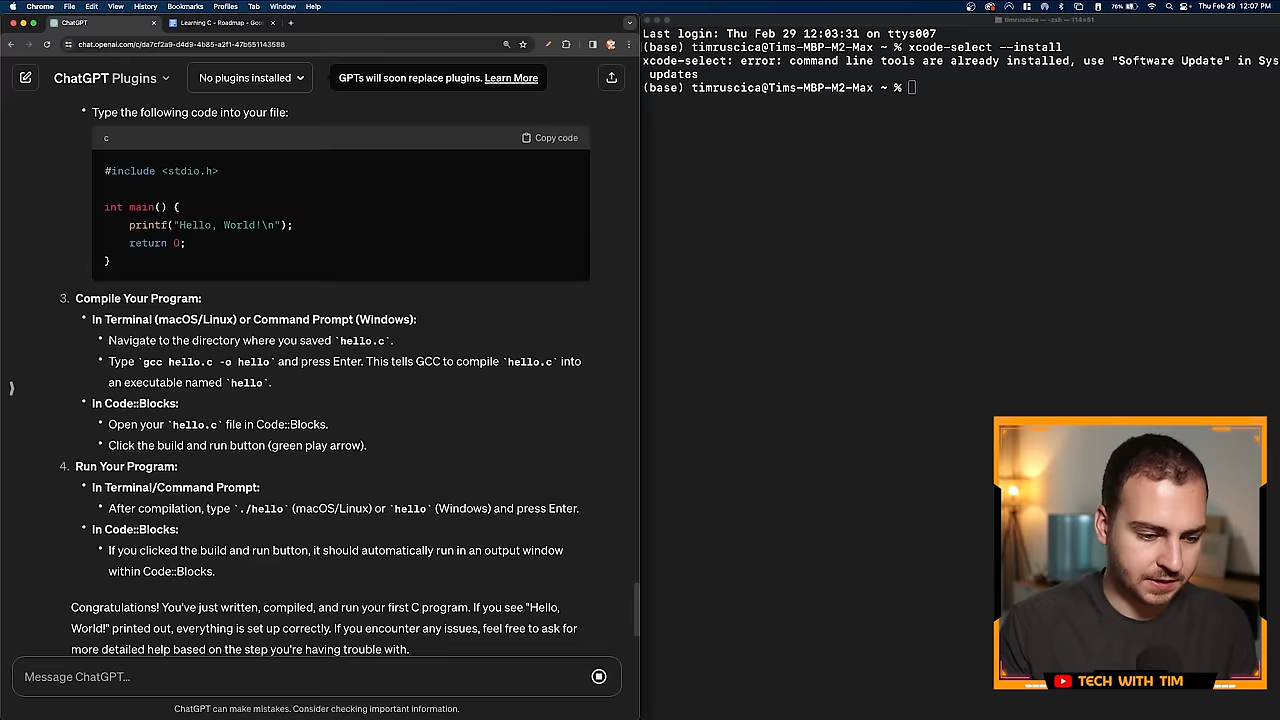 Chrome File Edit View History Bookmarks Profiles Tab Window Help
76% Thu Feb 29 12:07 PM
ChatGPT
Learning C - Roadmap - Goo
chat.openai.com/c/da7cf2a9-d4d9-4b85-a2f1-47b551143588
ChatGPT Plugins
No plugins installed
GPTs will soon replace plugins. Learn More
• Type the following code into your file:
c
Copy code
#include <stdio.h>
int main() {
printf("Hello, World!\n");
return 0;
}
3. Compile Your Program:
• In Terminal (macOS/Linux) or Command Prompt (Windows):
• Navigate to the directory where you saved `hello.c`.
• Type `gcc hello.c -o hello` and press Enter. This tells GCC to compile `hello.c` into
an executable named `hello`.
• In Code::Blocks:
• Open your `hello.c` file in Code::Blocks.
• Click the build and run button (green play arrow).
4. Run Your Program:
• In Terminal/Command Prompt:
• After compilation, type `./hello` (macOS/Linux) or `hello` (Windows) and press Enter.
• In Code::Blocks:
• If you clicked the build and run button, it should automatically run in an output window
within Code::Blocks.
Congratulations! You've just written, compiled, and run your first C program. If you see "Hello,
World!" printed out, everything is set up correctly. If you encounter any issues, feel free to ask for
more detailed help based on the step you're having trouble with.
Message ChatGPT...
ChatGPT can make mistakes. Consider checking important information.
timruscica — -zsh — 114×51
Last login: Thu Feb 29 12:03:31 on ttys007
(base) timruscica@Tims-MBP-M2-Max ~ % xcode-select --install
xcode-select: error: command line tools are already installed, use "Software Update" in Sys
updates
(base) timruscica@Tims-MBP-M2-Max ~ %
TECH WITH TIM